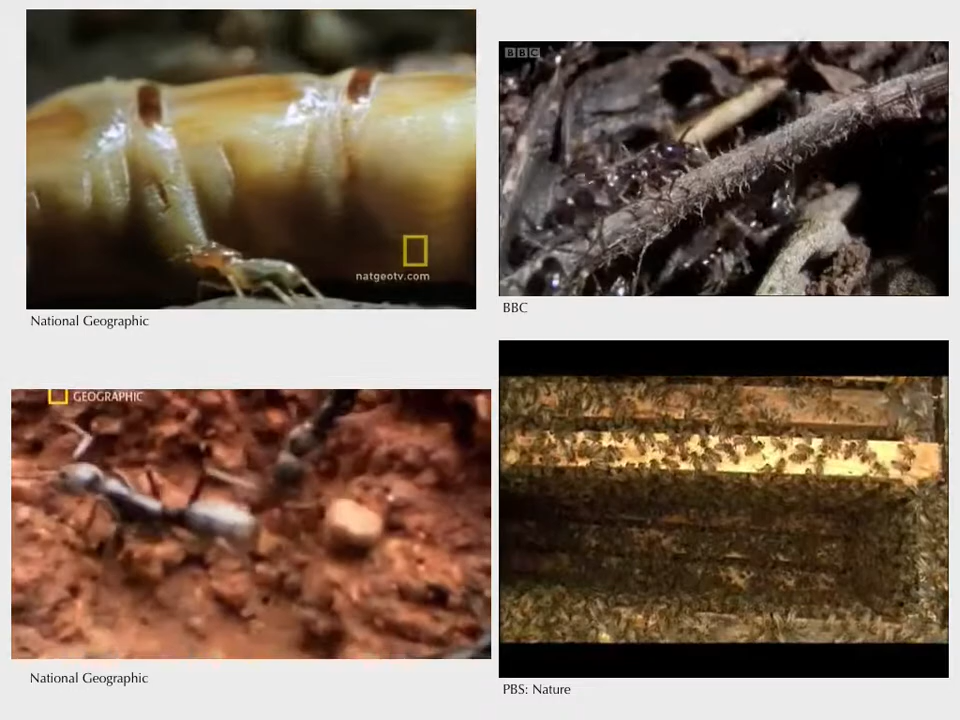 BBC
natgeotv.com
National Geographic
BBC
GEOGRAPHIC
National Geographic
PBS: Nature